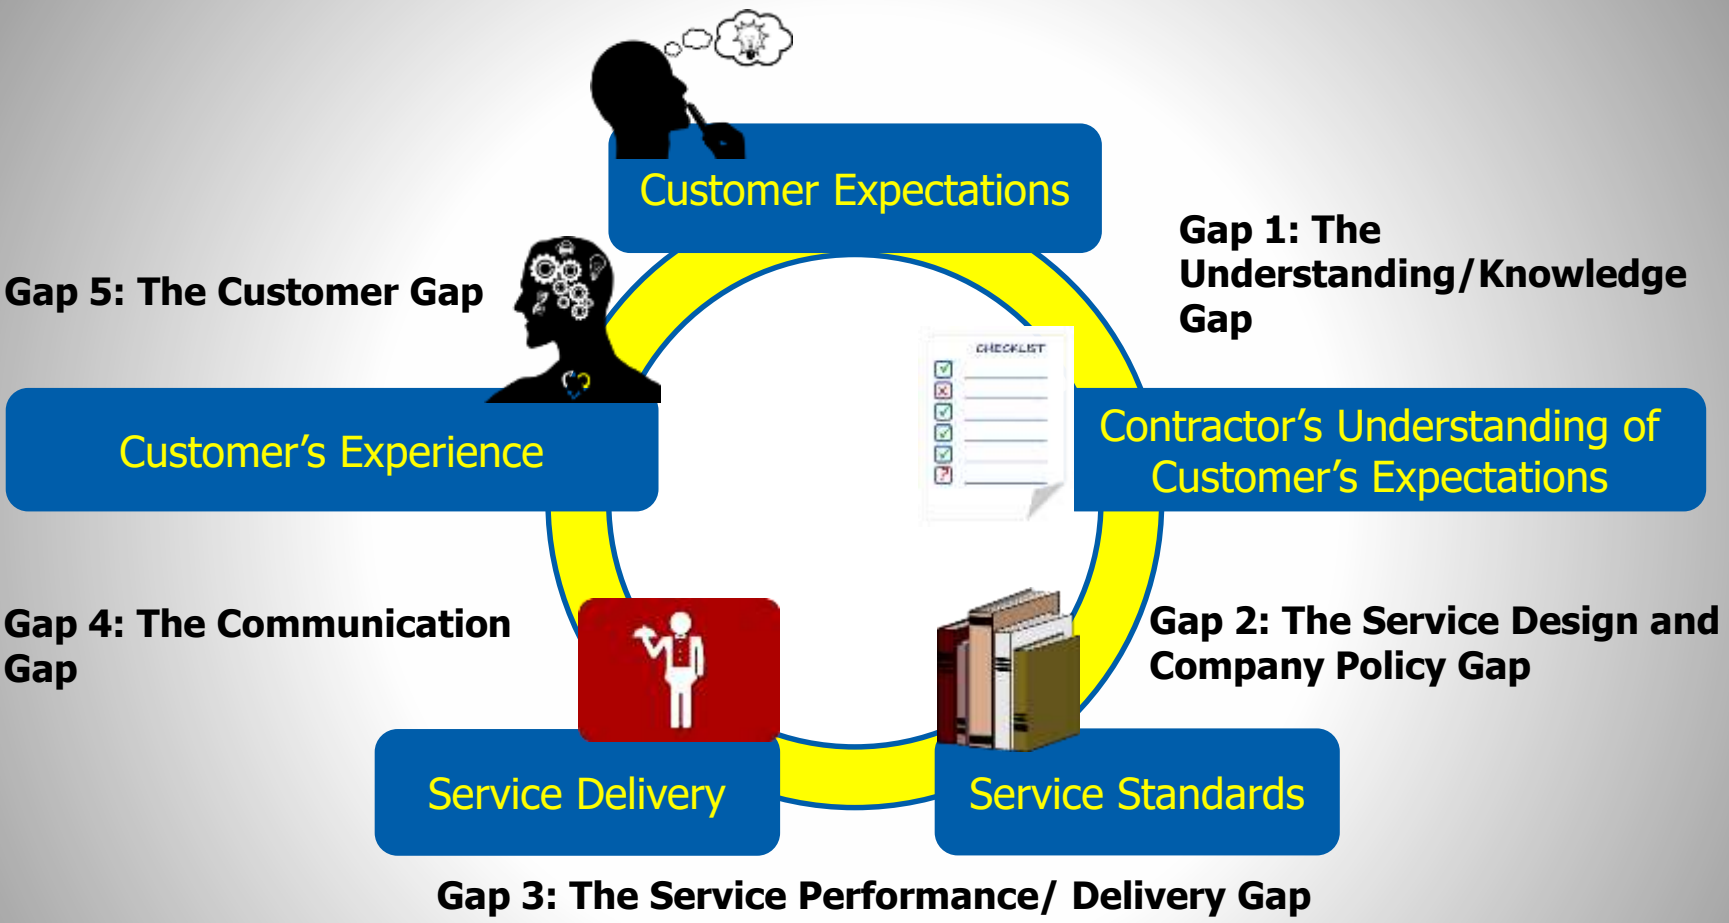 Customer Expectations
Gap 1: The
Understanding/Knowledge
Gap
Gap 5: The Customer Gap
CHECKLIST
?
Customer’s Experience
Contractor’s Understanding of
Customer’s Expectations
Gap 4: The Communication
Gap
Gap 2: The Service Design and
Company Policy Gap
Service Delivery
Service Standards
Gap 3: The Service Performance/ Delivery Gap